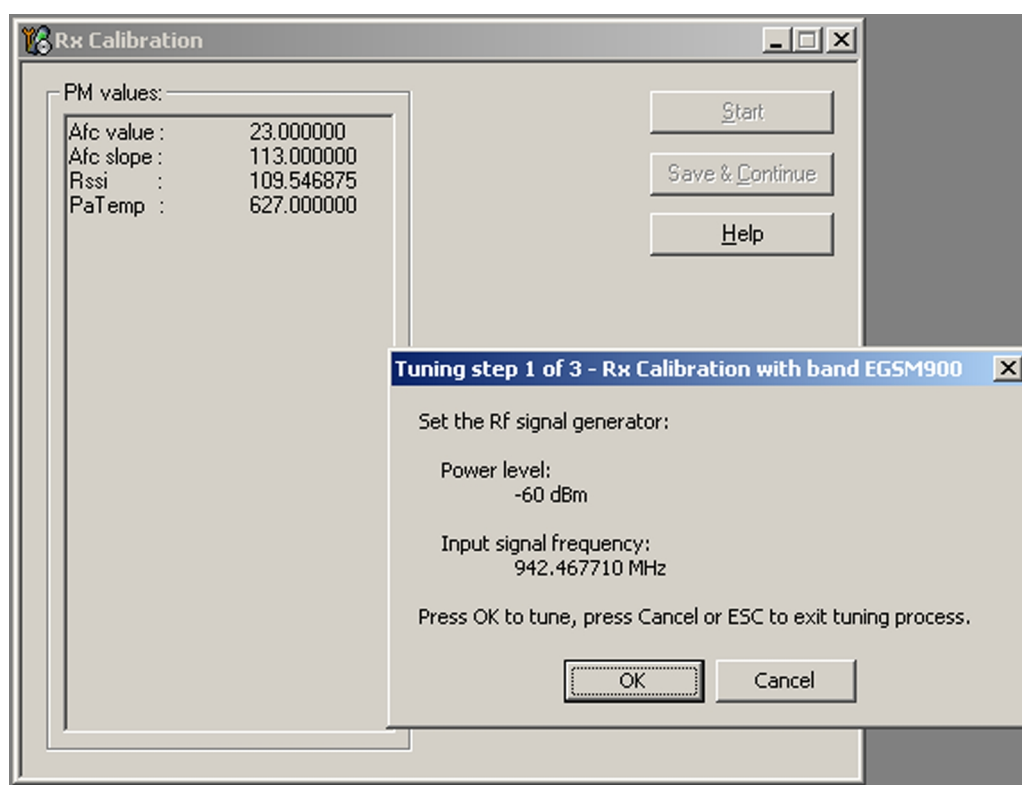 Rx Calibration
PM values:
Afc value : 23.000000
Afc slope : 113.000000
Rssi : 109.546875
PaTemp : 627.000000
Start
Save & Continue
Help
Tuning step 1 of 3 - Rx Calibration with band EGSM900
Set the Rf signal generator:
Power level:
-60 dBm
Input signal frequency:
942.467710 MHz
Press OK to tune, press Cancel or ESC to exit tuning process.
OK
Cancel